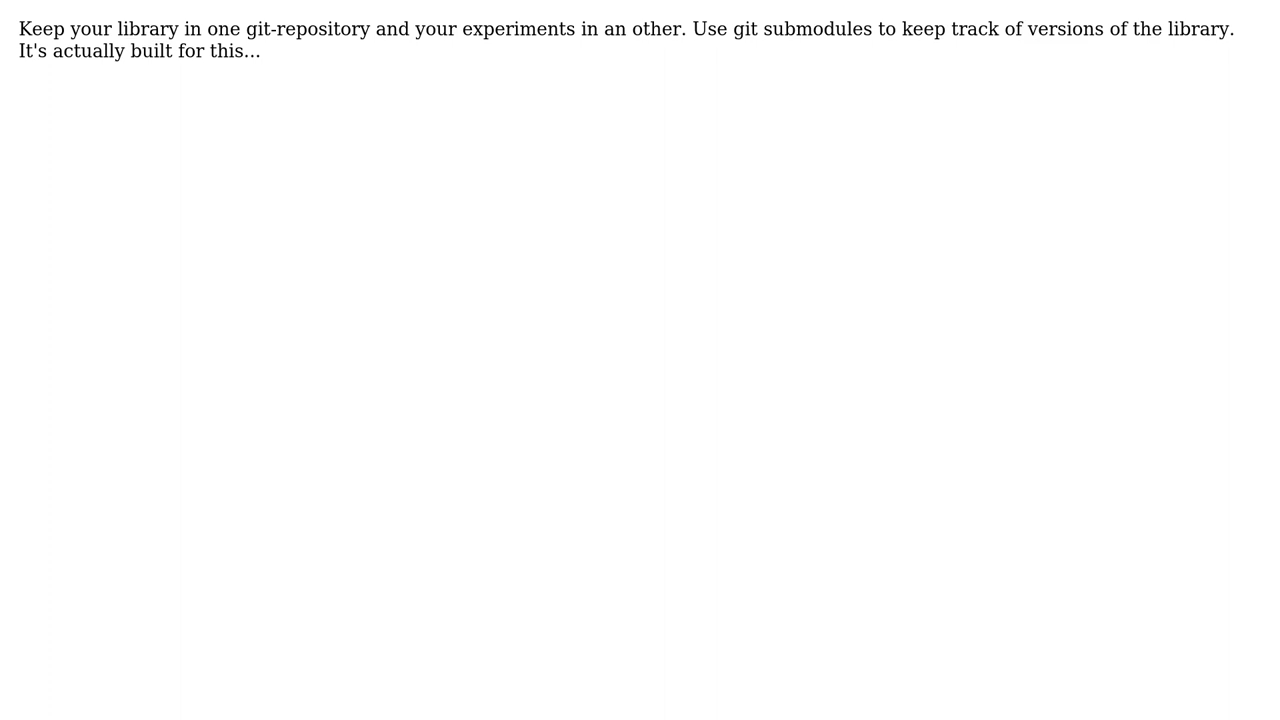 Keep your library in one git-repository and your experiments in an other. Use git submodules to keep track of versions of the library.
It's actually built for this...